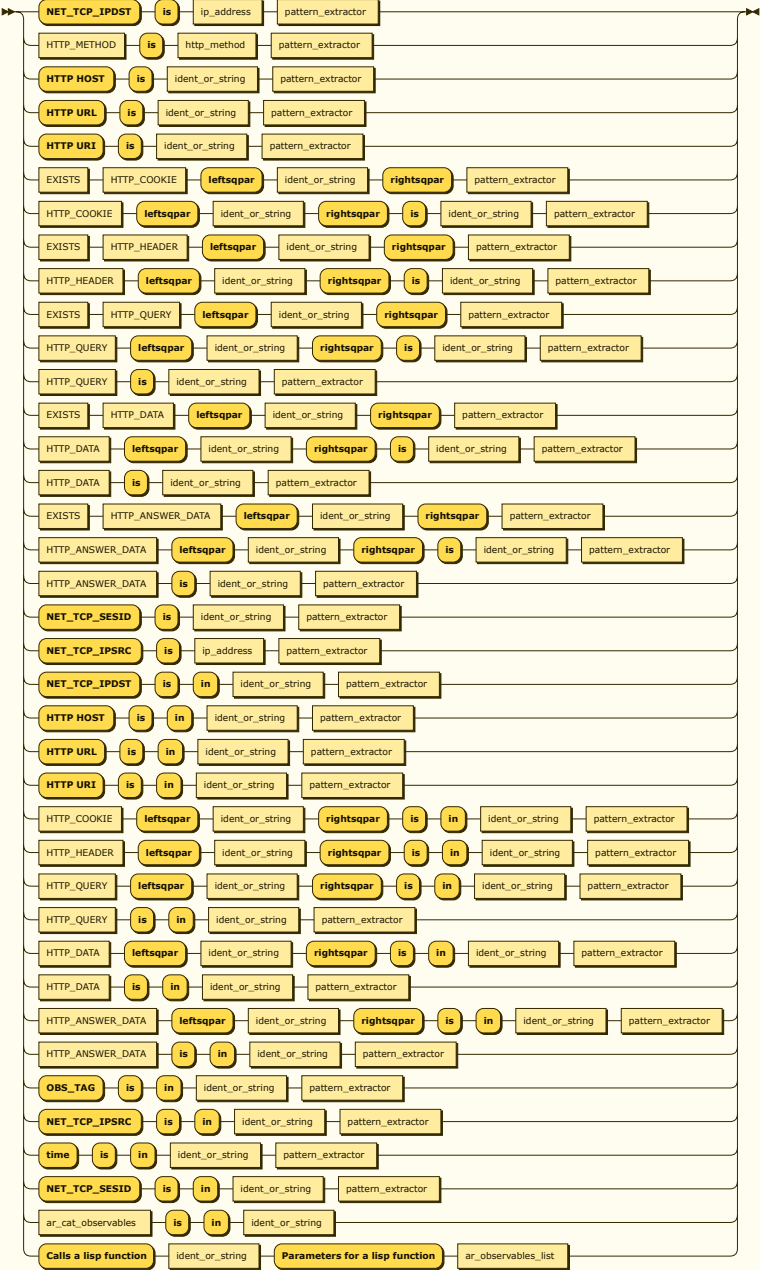 NET_TCP_IPDST is ip_address pattern_extractor
HTTP_METHOD is http_method pattern_extractor
HTTP HOST is ident_or_string pattern_extractor
HTTP URL is ident_or_string pattern_extractor
HTTP URI is ident_or_string pattern_extractor
EXISTS HTTP_COOKIE leftsqpar ident_or_string rightsqpar pattern_extractor
HTTP_COOKIE leftsqpar ident_or_string rightsqpar is ident_or_string pattern_extractor
EXISTS HTTP_HEADER leftsqpar ident_or_string rightsqpar pattern_extractor
HTTP_HEADER leftsqpar ident_or_string rightsqpar is ident_or_string pattern_extractor
EXISTS HTTP_QUERY leftsqpar ident_or_string rightsqpar pattern_extractor
HTTP_QUERY leftsqpar ident_or_string rightsqpar is ident_or_string pattern_extractor
HTTP_QUERY is ident_or_string pattern_extractor
EXISTS HTTP_DATA leftsqpar ident_or_string rightsqpar pattern_extractor
HTTP_DATA leftsqpar ident_or_string rightsqpar is ident_or_string pattern_extractor
HTTP_DATA is ident_or_string pattern_extractor
EXISTS HTTP_ANSWER_DATA leftsqpar ident_or_string rightsqpar pattern_extractor
HTTP_ANSWER_DATA leftsqpar ident_or_string rightsqpar is ident_or_string pattern_extractor
HTTP_ANSWER_DATA is ident_or_string pattern_extractor
NET_TCP_SESID is ident_or_string pattern_extractor
NET_TCP_IPSRC is ip_address pattern_extractor
NET_TCP_IPDST is in ident_or_string pattern_extractor
HTTP HOST is in ident_or_string pattern_extractor
HTTP URL is in ident_or_string pattern_extractor
HTTP URI is in ident_or_string pattern_extractor
HTTP_COOKIE leftsqpar ident_or_string rightsqpar is in ident_or_string pattern_extractor
HTTP_HEADER leftsqpar ident_or_string rightsqpar is in ident_or_string pattern_extractor
HTTP_QUERY leftsqpar ident_or_string rightsqpar is in ident_or_string pattern_extractor
HTTP_QUERY is in ident_or_string pattern_extractor
HTTP_DATA leftsqpar ident_or_string rightsqpar is in ident_or_string pattern_extractor
HTTP_DATA is in ident_or_string pattern_extractor
HTTP_ANSWER_DATA leftsqpar ident_or_string rightsqpar is in ident_or_string pattern_extractor
HTTP_ANSWER_DATA is in ident_or_string pattern_extractor
OBS_TAG is in ident_or_string pattern_extractor
NET_TCP_IPSRC is in ident_or_string pattern_extractor
time is in ident_or_string pattern_extractor
NET_TCP_SESID is in ident_or_string pattern_extractor
ar_cat_observables is in ident_or_string
Calls a lisp function ident_or_string Parameters for a lisp function ar_observables_list